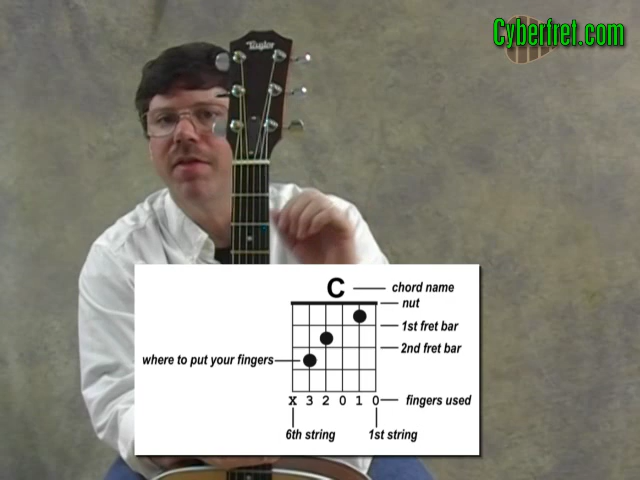 Cyberfret.com
Taylor
C
chord name
nut
1st fret bar
2nd fret bar
where to put your fingers
X 3 2 0 1 0
fingers used
6th string
1st string